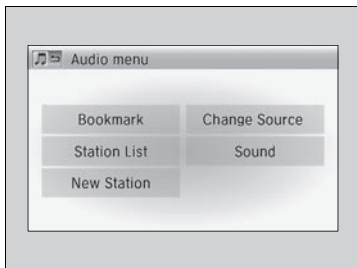 Audio menu
Bookmark
Change Source
Station List
Sound
New Station